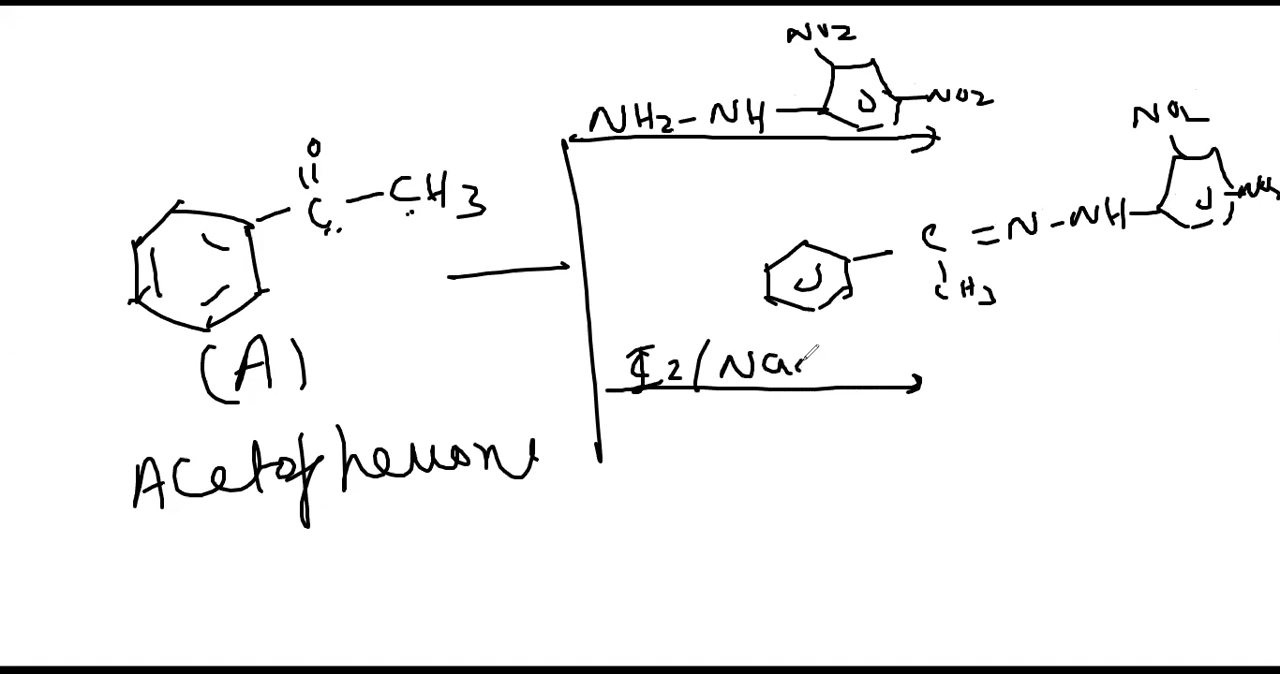 NO2
NH2-NH
NO2
O
C-CH3
NO2
C=N-NH
CH3
(A)
I2/Na
Acetophenone